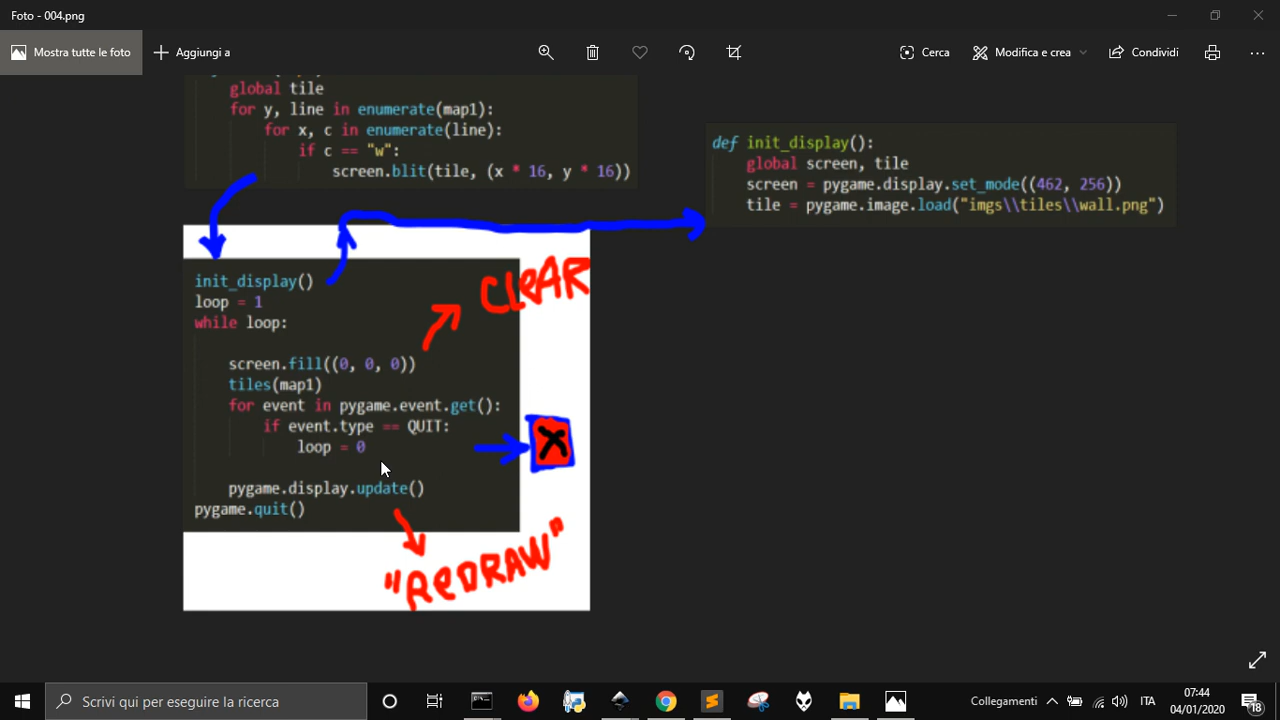 Foto - 004.png
Mostra tutte le foto
Aggiungi a
Cerca
Modifica e crea
Condividi
global tile
for y, line in enumerate(map1):
for x, c in enumerate(line):
if c == "w":
screen.blit(tile, (x * 16, y * 16))
def init_display():
global screen, tile
screen = pygame.display.set_mode((462, 256))
tile = pygame.image.load("imgs\\tiles\\wall.png")
init_display()
loop = 1
while loop:
CLeAR
screen.fill((0, 0, 0))
tiles(map1)
for event in pygame.event.get():
if event.type == QUIT:
loop = 0
X
pygame.display.update()
pygame.quit()
"ReDRAW"
Scrivi qui per eseguire la ricerca
Collegamenti
ITA
07:44
04/01/2020
18